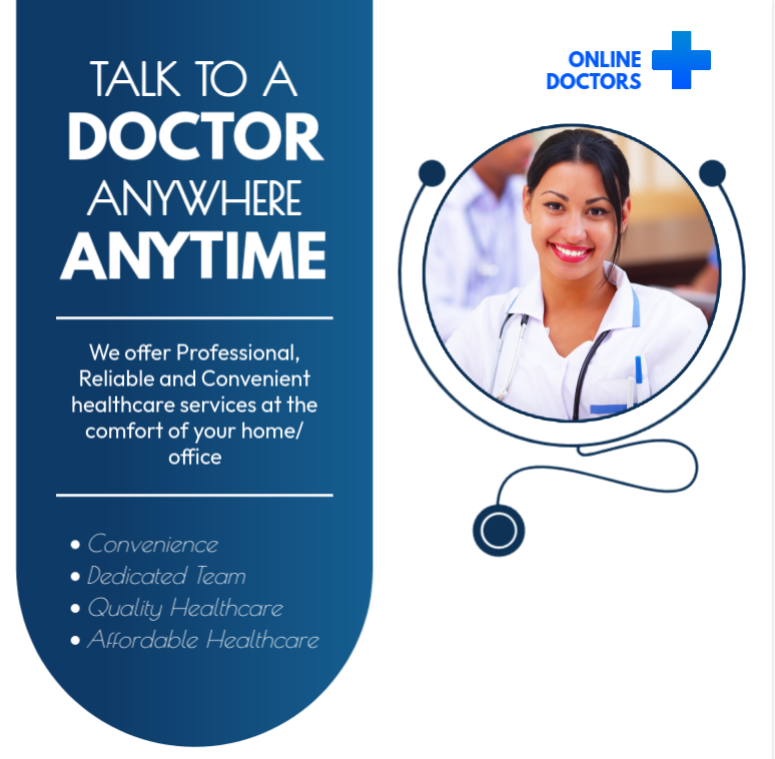 TALK TO A
DOCTOR
ANYWHERE
ANYTIME
We offer Professional,
Reliable and Convenient
healthcare services at the
comfort of your home/
office
• Convenience
• Dedicated Team
• Quality Healthcare
• Affordable Healthcare
ONLINE
DOCTORS